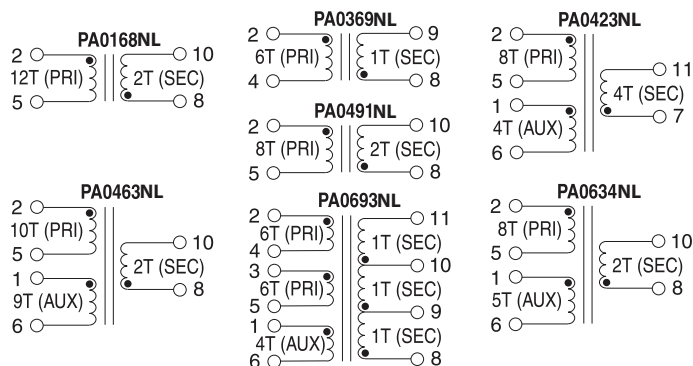 PA0168NL
2 10
12T (PRI) 2T (SEC)
5 8
PA0369NL
2 9
6T (PRI) 1T (SEC)
4 8
PA0423NL
2
8T (PRI) 11
5 4T (SEC)
1 7
4T (AUX)
6
PA0491NL
2 10
8T (PRI) 2T (SEC)
5 8
PA0463NL
2
10T (PRI) 10
5 2T (SEC)
1 8
9T (AUX)
6
PA0693NL
2 11
6T (PRI) 1T (SEC)
4 10
3
6T (PRI) 1T (SEC)
5 9
1
4T (AUX) 1T (SEC)
6 8
PA0634NL
2
8T (PRI) 10
5 2T (SEC)
1 8
5T (AUX)
6